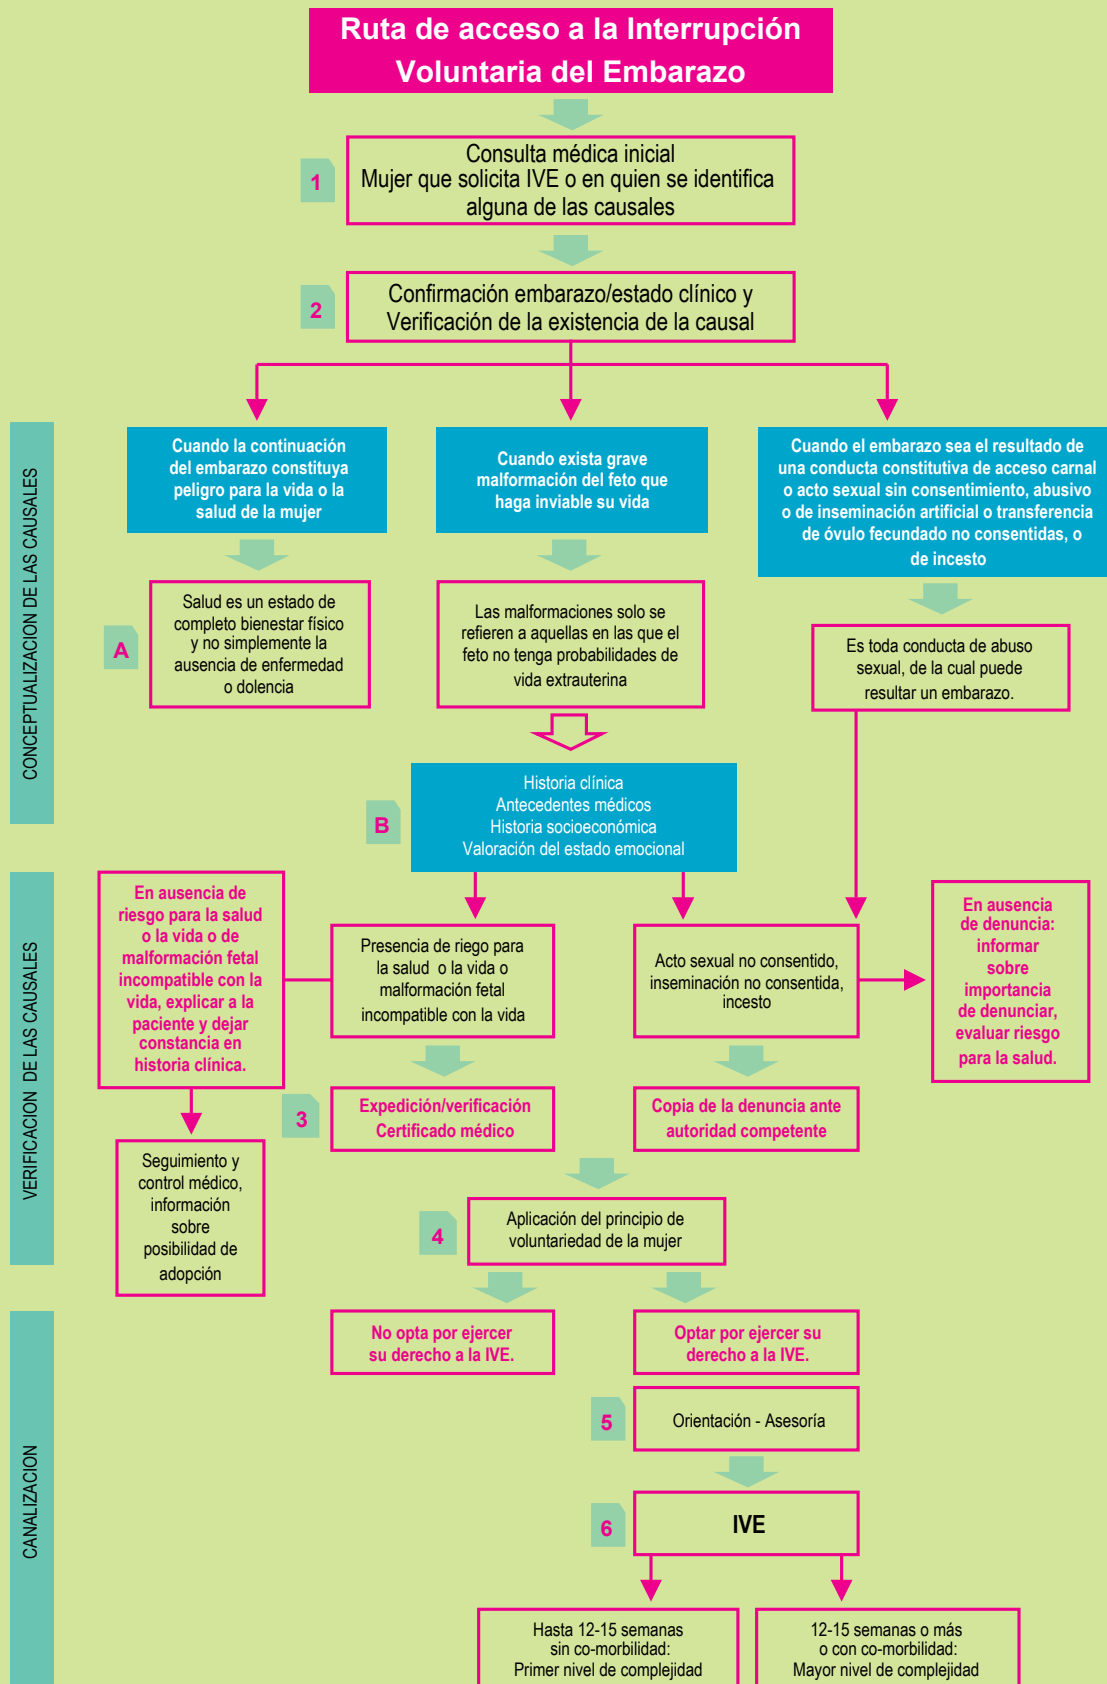 Ruta de acceso a la Interrupción
Voluntaria del Embarazo
1
Consulta médica inicial
Mujer que solicita IVE o en quien se identifica
alguna de las causales
2
Confirmación embarazo/estado clínico y
Verificación de la existencia de la causal
CONCEPTUALIZACION DE LAS CAUSALES
Cuando la continuación
del embarazo constituya
peligro para la vida o la
salud de la mujer
Cuando exista grave
malformación del feto que
haga inviable su vida
Cuando el embarazo sea el resultado de
una conducta constitutiva de acceso carnal
o acto sexual sin consentimiento, abusivo
o de inseminación artificial o transferencia
de óvulo fecundado no consentidas, o
de incesto
A
Salud es un estado de
completo bienestar físico
y no simplemente la
ausencia de enfermedad
o dolencia
Las malformaciones solo se
refieren a aquellas en las que el
feto no tenga probabilidades de
vida extrauterina
Es toda conducta de abuso
sexual, de la cual puede
resultar un embarazo.
B
Historia clínica
Antecedentes médicos
Historia socioeconómica
Valoración del estado emocional
VERIFICACION DE LAS CAUSALES
En ausencia de
riesgo para la salud
o la vida o de
malformación fetal
incompatible con la
vida, explicar a la
paciente y dejar
constancia en
historia clínica.
Presencia de riego para
la salud o la vida o
malformación fetal
incompatible con la vida
Acto sexual no consentido,
inseminación no consentida,
incesto
En ausencia
de denuncia:
informar
sobre
importancia
de denunciar,
evaluar riesgo
para la salud.
3
Expedición/verificación
Certificado médico
Copia de la denuncia ante
autoridad competente
Seguimiento y
control médico,
información
sobre
posibilidad de
adopción
4
Aplicación del principio de
voluntariedad de la mujer
CANALIZACION
No opta por ejercer
su derecho a la IVE.
Optar por ejercer su
derecho a la IVE.
5
Orientación - Asesoría
6
IVE
Hasta 12-15 semanas
sin co-morbilidad:
Primer nivel de complejidad
12-15 semanas o más
o con co-morbilidad:
Mayor nivel de complejidad